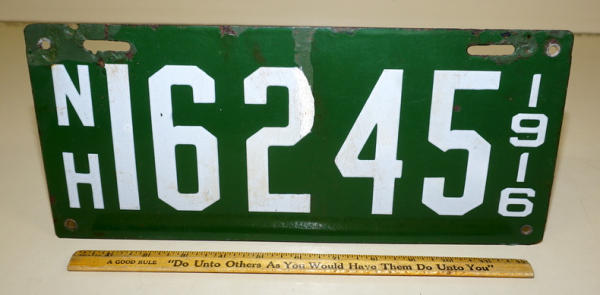 NH 16245 1916
A GOOD RULE "Do Unto Others As You Would Have Them Do Unto You"